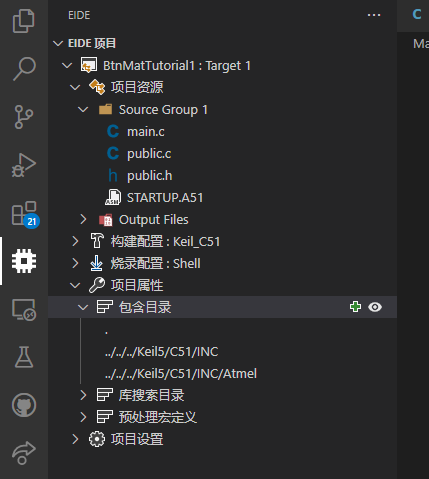 EIDE
EIDE 项目
BtnMatTutorial1 : Target 1
项目资源
Source Group 1
C main.c
C public.c
h public.h
ASM STARTUP.A51
Output Files
构建配置 : Keil_C51
烧录配置 : Shell
项目属性
包含目录
.
../../../Keil5/C51/INC
../../../Keil5/C51/INC/Atmel
库搜索目录
预处理宏定义
项目设置
21
C
Ma